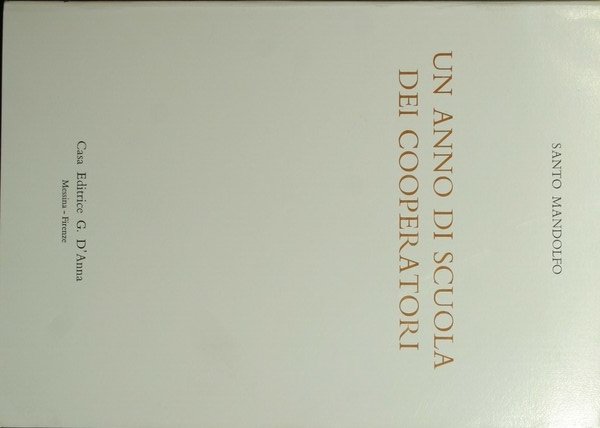 SANTO MANDOLFO
UN ANNO DI SCUOLA
DEI COOPERATORI
Casa Editrice G. D'Anna
Messina - Firenze